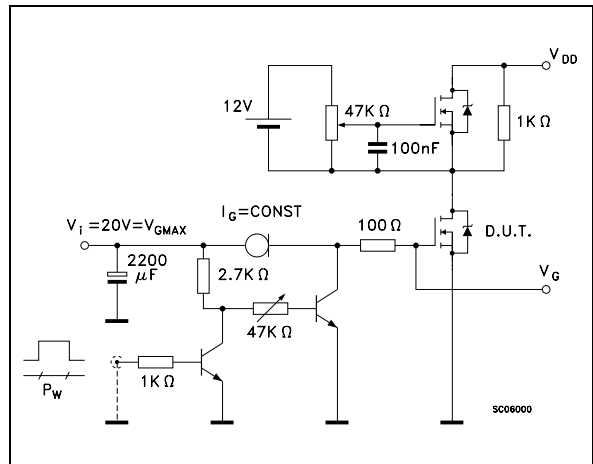 V DD
12V
47K Ω
100nF
1K Ω
V i =20V=V GMAX
I G =CONST
100 Ω
D.U.T.
2200
μF
2.7K Ω
V G
47K Ω
1K Ω
P W
SC06000